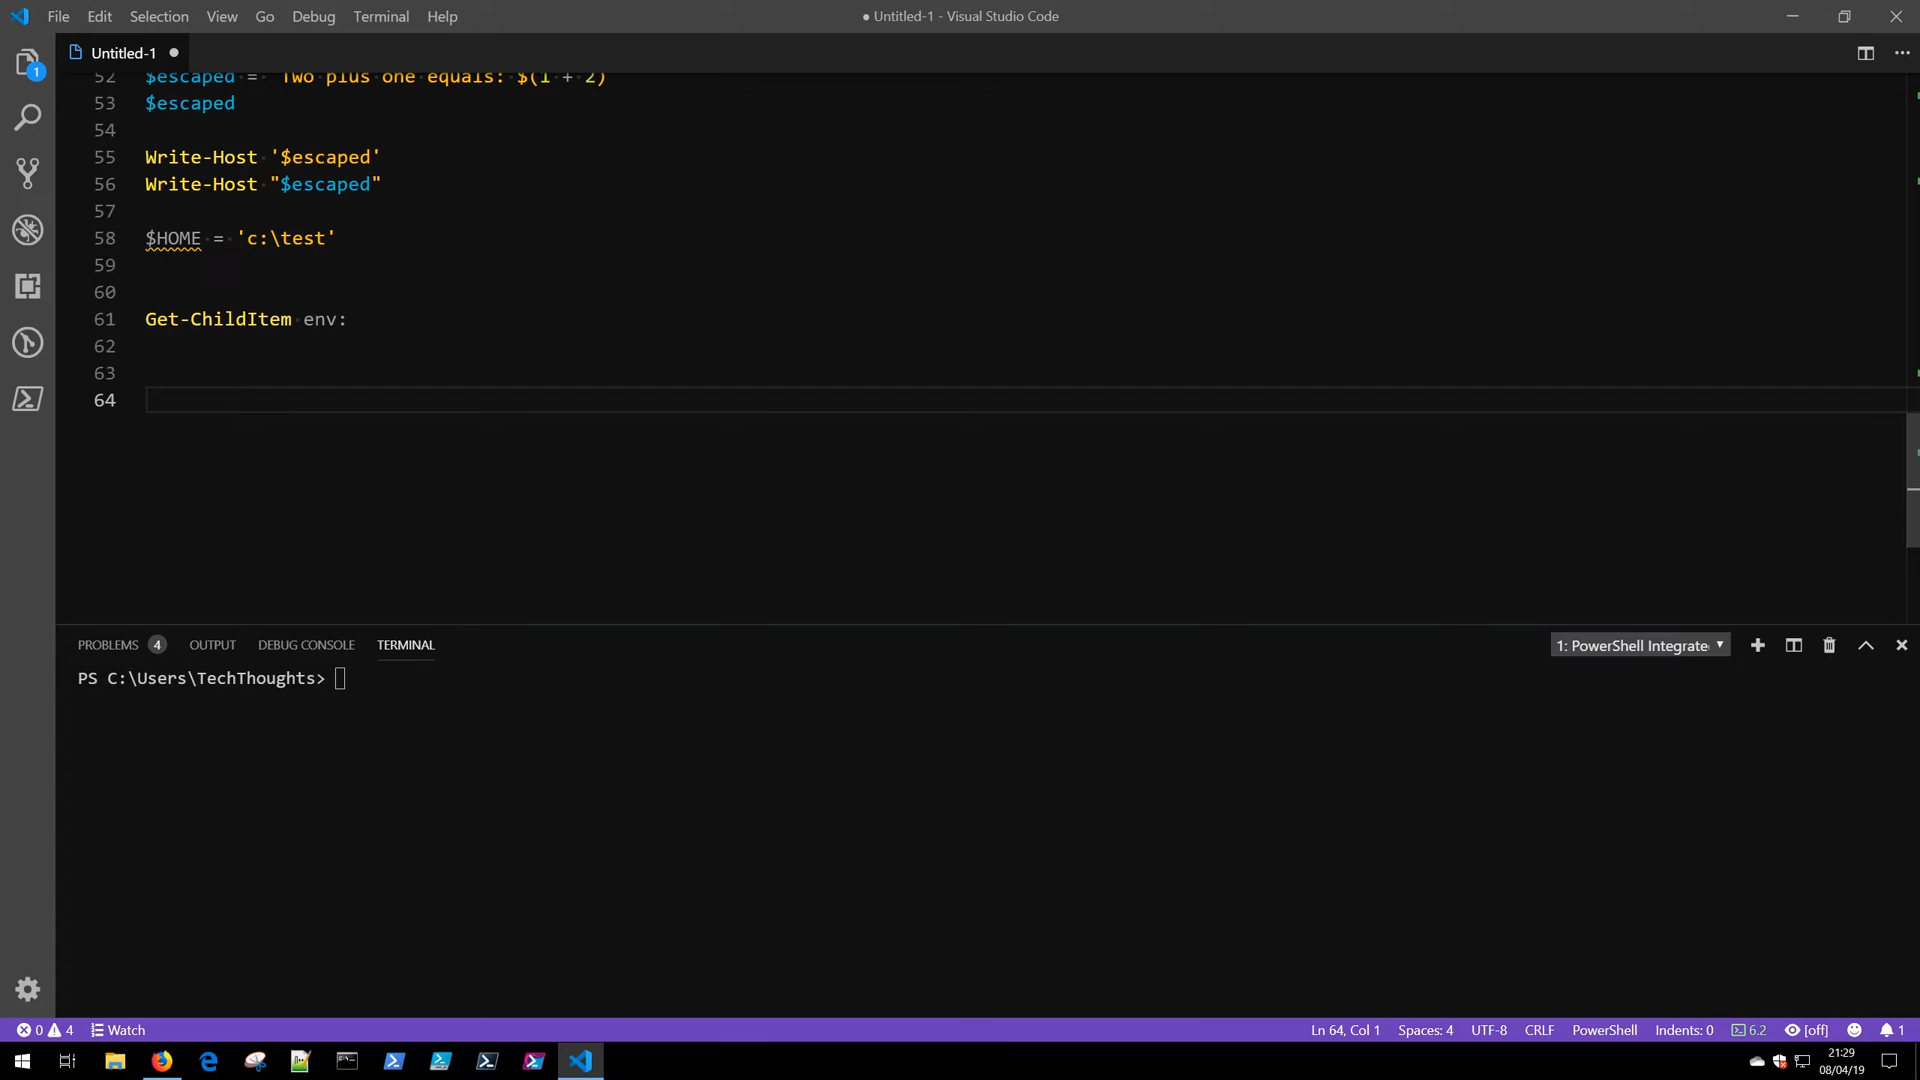 File Edit Selection View Go Debug Terminal Help
● Untitled-1 - Visual Studio Code
1
Untitled-1 ●
52 $escaped = "Two plus one equals: $(1 + 2)
53 $escaped
54
55 Write-Host '$escaped'
56 Write-Host "$escaped"
57
58 $HOME = 'c:\test'
59
60
61 Get-ChildItem env:
62
63
64
PROBLEMS 4 OUTPUT DEBUG CONSOLE TERMINAL
1: PowerShell Integrate
PS C:\Users\TechThoughts>
0 4 Watch
Ln 64, Col 1 Spaces: 4 UTF-8 CRLF PowerShell Indents: 0 6.2 [off] 1
21:29
08/04/19